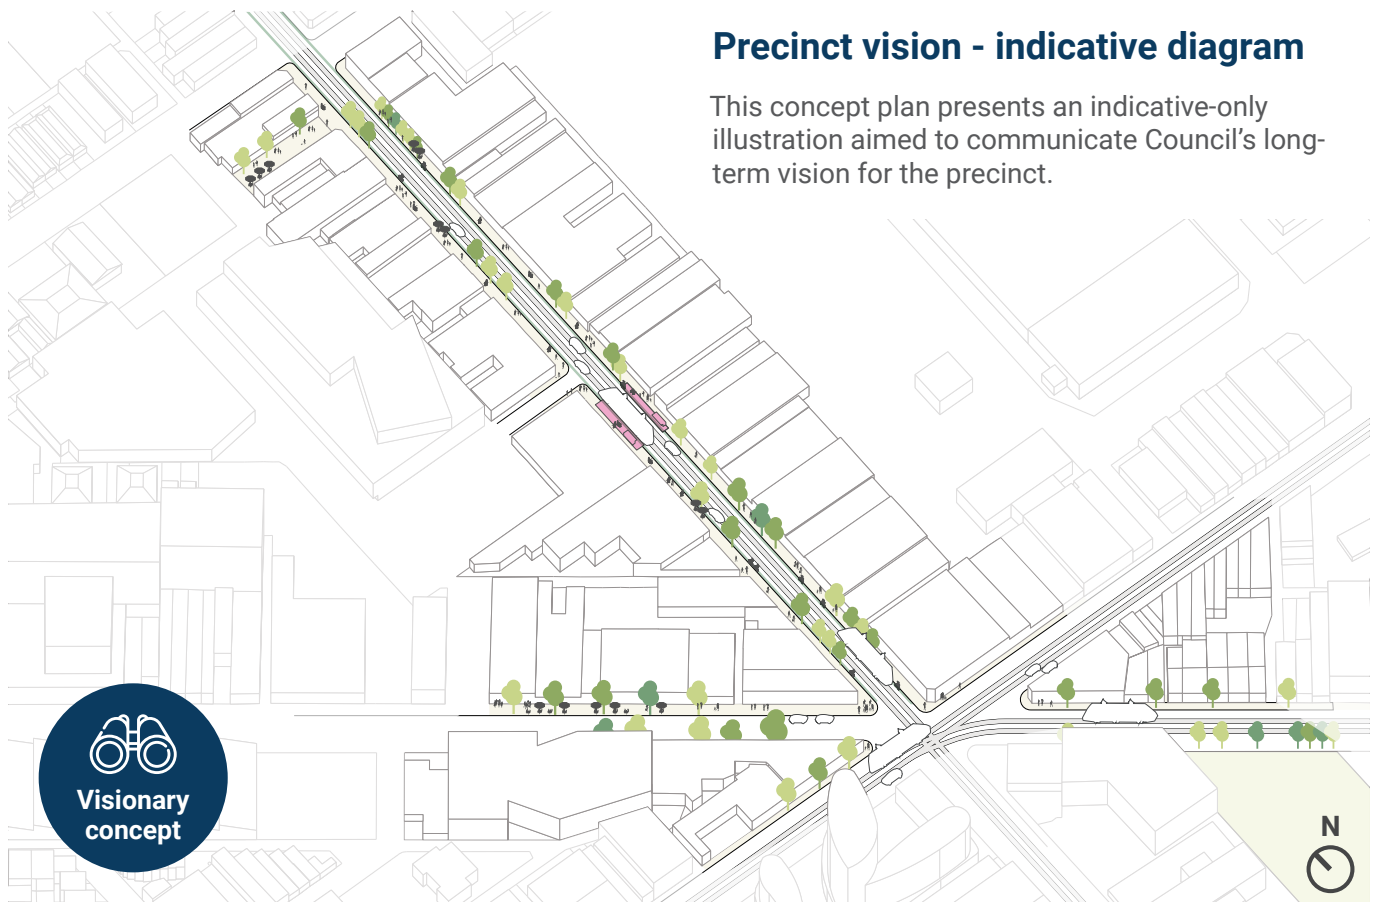 Precinct vision - indicative diagram
This concept plan presents an indicative-only
illustration aimed to communicate Council’s long-
term vision for the precinct.
Visionary
concept
N